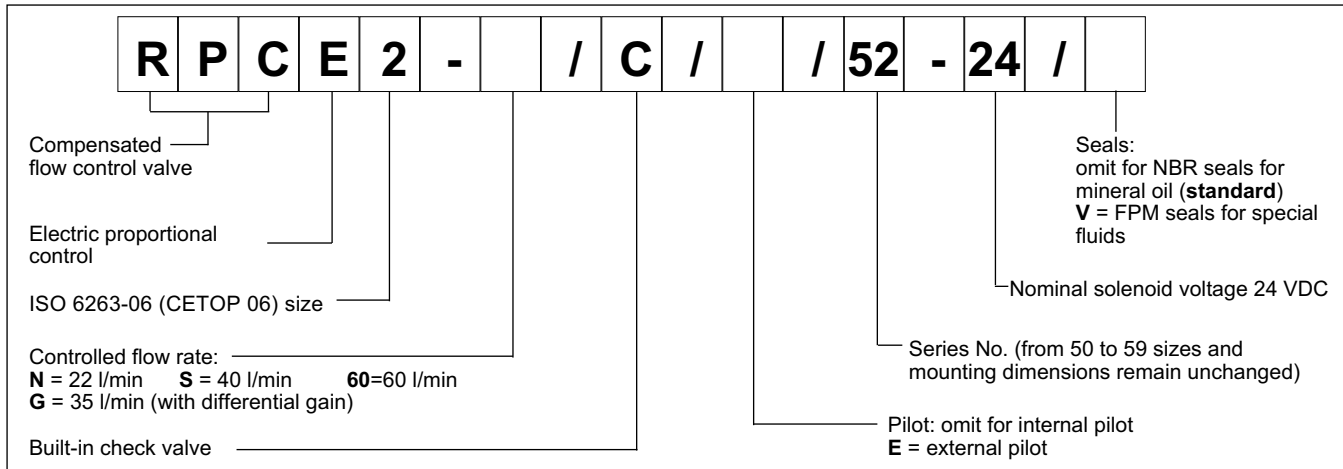 R P C E 2 - / C / / 52 - 24 /
Compensated
flow control valve
Electric proportional
control
ISO 6263-06 (CETOP 06) size
Controlled flow rate:
N = 22 l/min S = 40 l/min 60=60 l/min
G = 35 l/min (with differential gain)
Built-in check valve
Seals:
omit for NBR seals for
mineral oil (standard)
V = FPM seals for special
fluids
Nominal solenoid voltage 24 VDC
Series No. (from 50 to 59 sizes and
mounting dimensions remain unchanged)
Pilot: omit for internal pilot
E = external pilot